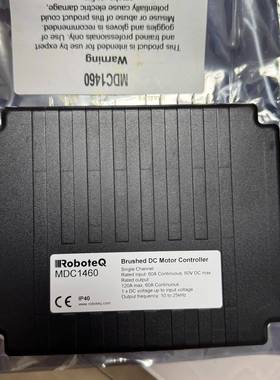 MDC1460
Warning
This product is intended for use by expert
and trained professionals only. Use of
goggles and gloves is recommended
Misuse or abuse of this product could
potentially cause electric damage,
RoboteQ
MDC1460
CE
IP40
roboteq.com
Brushed DC Motor Controller
Single Channel
Rated input: 60A Continuous, 60V DC max
Rated output
120A max, 60A Continuous
1 x DC voltage up to input voltage
Output frequency: 10 to 25kHz